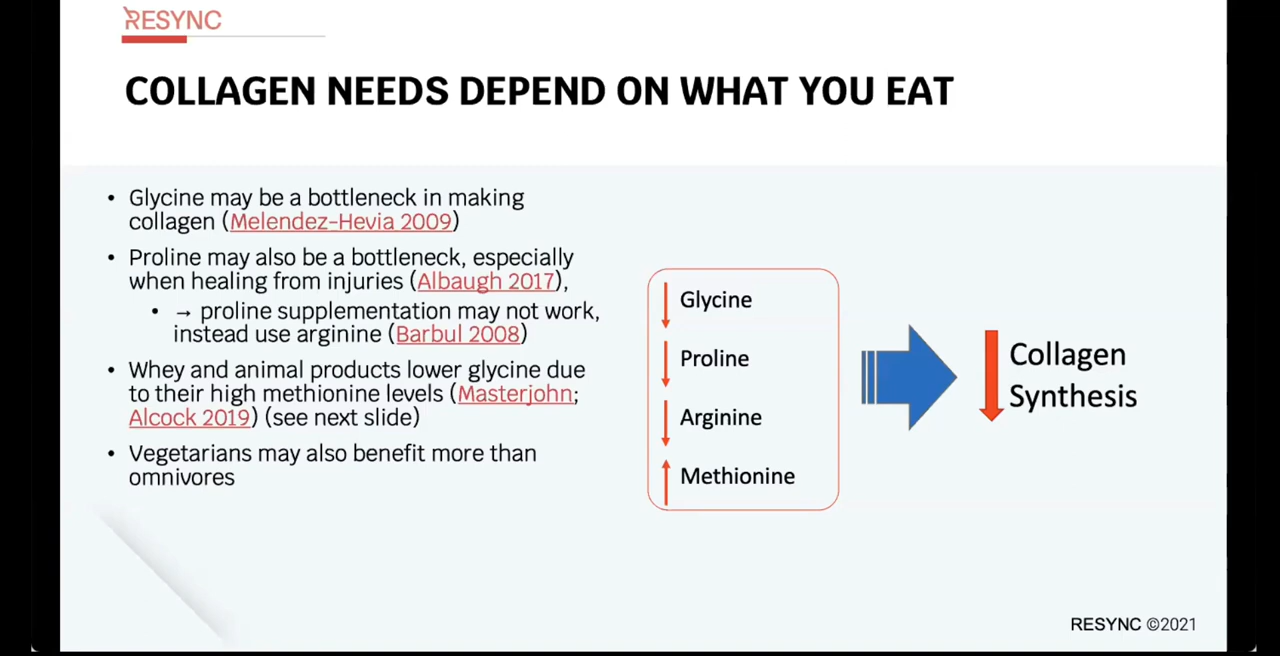 RESYNC
COLLAGEN NEEDS DEPEND ON WHAT YOU EAT
• Glycine may be a bottleneck in making
collagen (Melendez-Hevia 2009)
• Proline may also be a bottleneck, especially
when healing from injuries (Albaugh 2017),
• → proline supplementation may not work,
instead use arginine (Barbul 2008)
• Whey and animal products lower glycine due
to their high methionine levels (Masterjohn;
Alcock 2019) (see next slide)
• Vegetarians may also benefit more than
omnivores
Glycine
Proline
Arginine
Methionine
Collagen
Synthesis
RESYNC ©2021